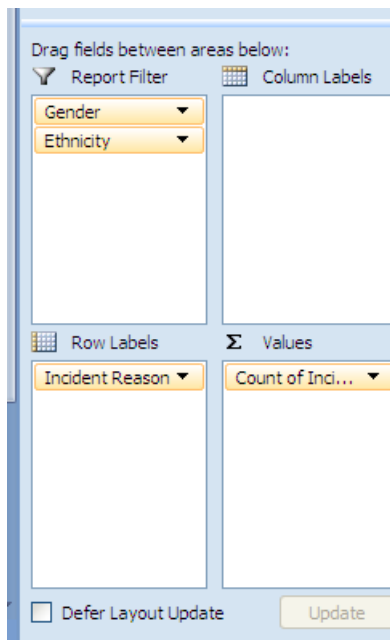 Drag fields between areas below:
Report Filter
Column Labels
Gender
Ethnicity
Row Labels
Σ Values
Incident Reason
Count of Inci...
Defer Layout Update
Update